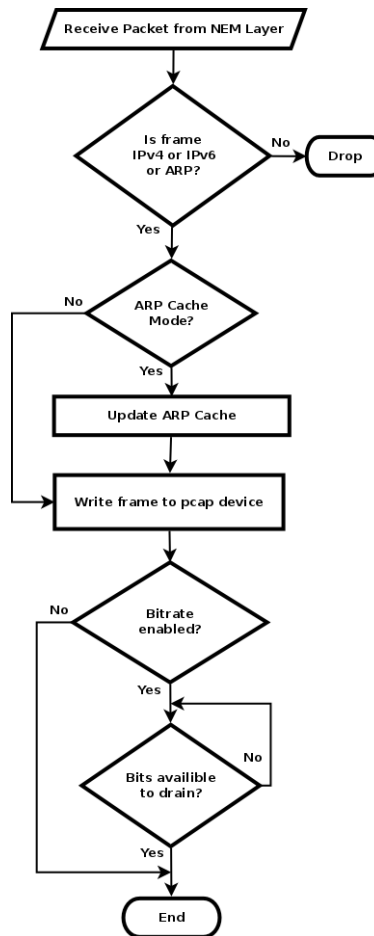 Receive Packet from NEM Layer
Is frame
IPv4 or IPv6
or ARP?
No
Drop
Yes
ARP Cache
Mode?
No
Yes
Update ARP Cache
Write frame to pcap device
Bitrate
enabled?
No
Yes
Bits availible
to drain?
No
Yes
End